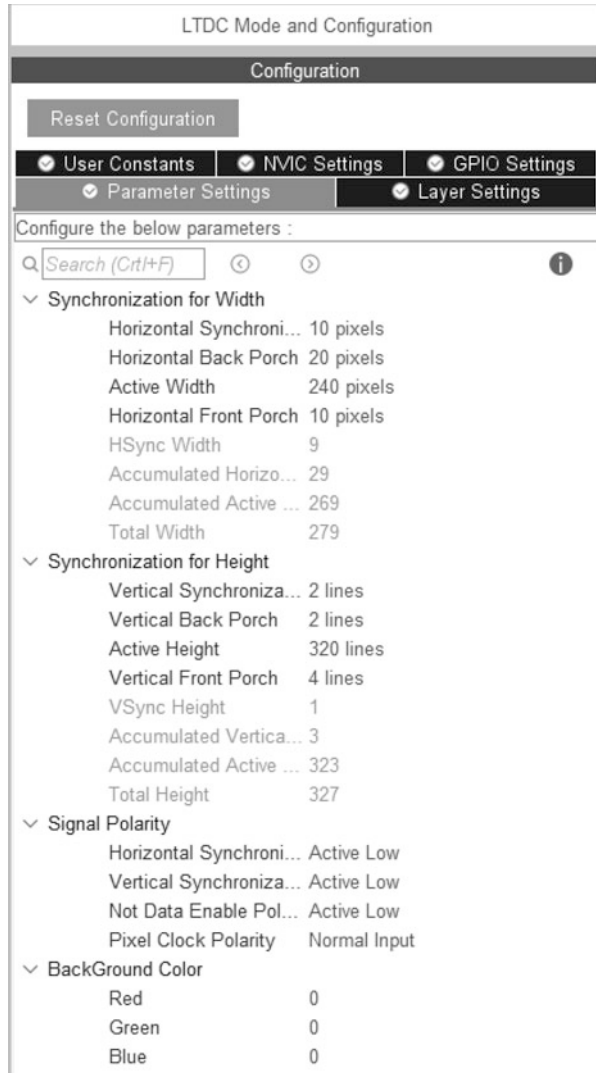 LTDC Mode and Configuration
Configuration
Reset Configuration
User Constants NVIC Settings GPIO Settings
Parameter Settings Layer Settings
Configure the below parameters :
Search (Crtl+F)
Synchronization for Width
Horizontal Synchroni... 10 pixels
Horizontal Back Porch 20 pixels
Active Width 240 pixels
Horizontal Front Porch 10 pixels
HSync Width 9
Accumulated Horizo... 29
Accumulated Active ... 269
Total Width 279
Synchronization for Height
Vertical Synchroniza... 2 lines
Vertical Back Porch 2 lines
Active Height 320 lines
Vertical Front Porch 4 lines
VSync Height 1
Accumulated Vertica... 3
Accumulated Active ... 323
Total Height 327
Signal Polarity
Horizontal Synchroni... Active Low
Vertical Synchroniza... Active Low
Not Data Enable Pol... Active Low
Pixel Clock Polarity Normal Input
BackGround Color
Red 0
Green 0
Blue 0